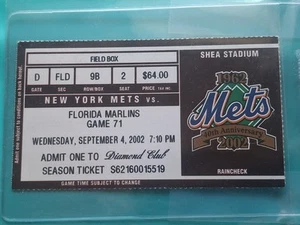 FIELD BOX
SHEA STADIUM
D FLD 9B 2 $64.00
GATE SEC ROW/BOX SEAT PRICE
NEW YORK METS VS.
FLORIDA MARLINS
GAME 71
WEDNESDAY, SEPTEMBER 4, 2002 7:10 PM
ADMIT ONE TO Diamond Club
SEASON TICKET S62160015519
GAME TIME SUBJECT TO CHANGE
1962
Mets
40th Anniversary
2002
RAINCHECK